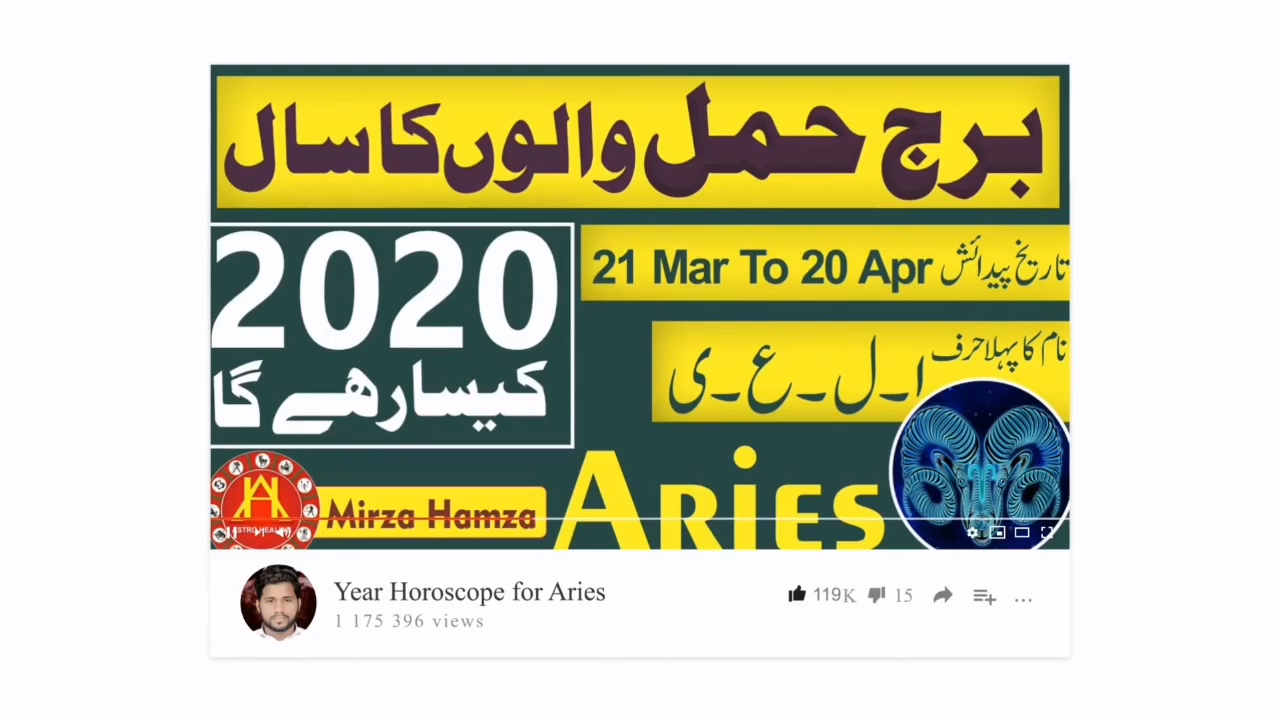 برج حمل والوں کا سال
2020
کیسا رھے گا
تاریخ پیدائش 21 Mar To 20 Apr
نام کا پہلا حرف
ا ـ ل ـ ع ـ ی
ARiES
Mirza Hamza
Year Horoscope for Aries
1 175 396 views
119K 15 ...